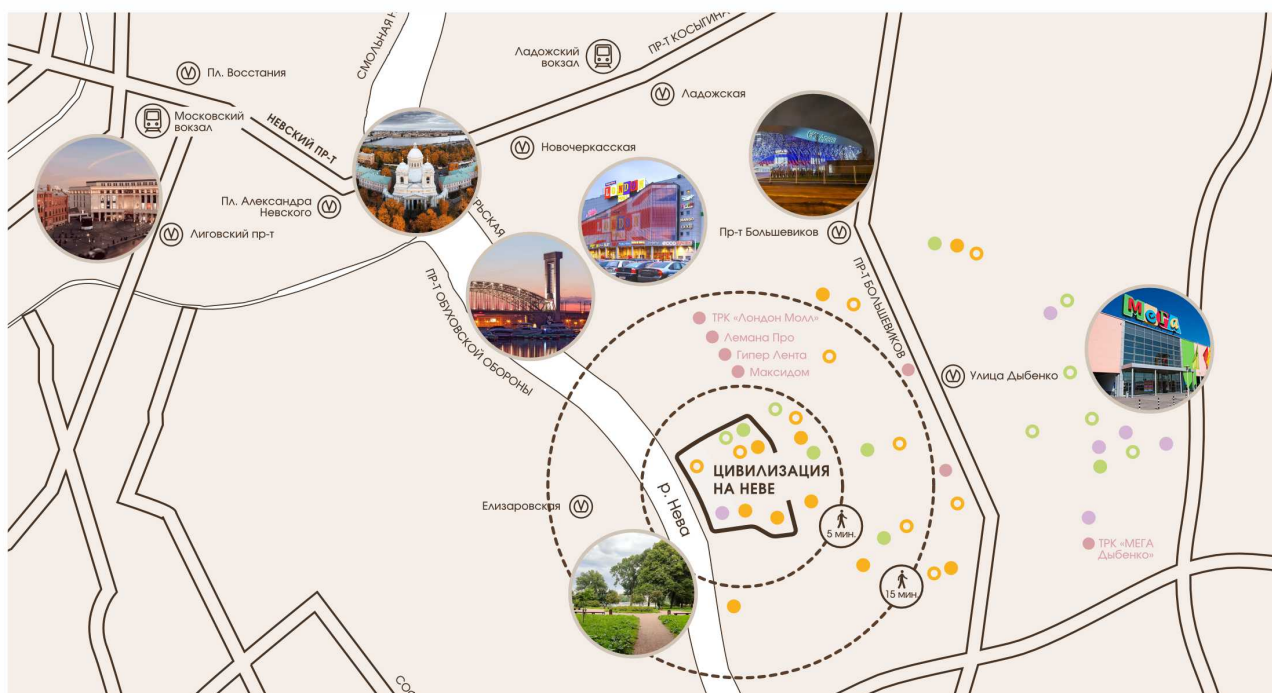 СМОЛЬНАЯ Н
Ладожский
вокзал
ПР-Т КОСЫГИНА
Пл. Восстания
Ладожская
Московский
вокзал
НЕВСКИЙ ПР-Т
Новочеркасская
Пл. Александра
Невского
РЬСКАЯ
Лиговский пр-т
Пр-т Большевиков
ПР-Т ОБУХОВСКОЙ ОБОРОНЫ
ПР-Т БОЛЬШЕВИКОВ
МЕГА
ТРК «Лондон Молл»
Лемана Про
Гипер Лента
Максидом
Улица Дыбенко
ЦИВИЛИЗАЦИЯ
НА НЕВЕ
р. Нева
Елизаровская
5 мин.
ТРК «МЕГА
Дыбенко»
15 мин.
СОС